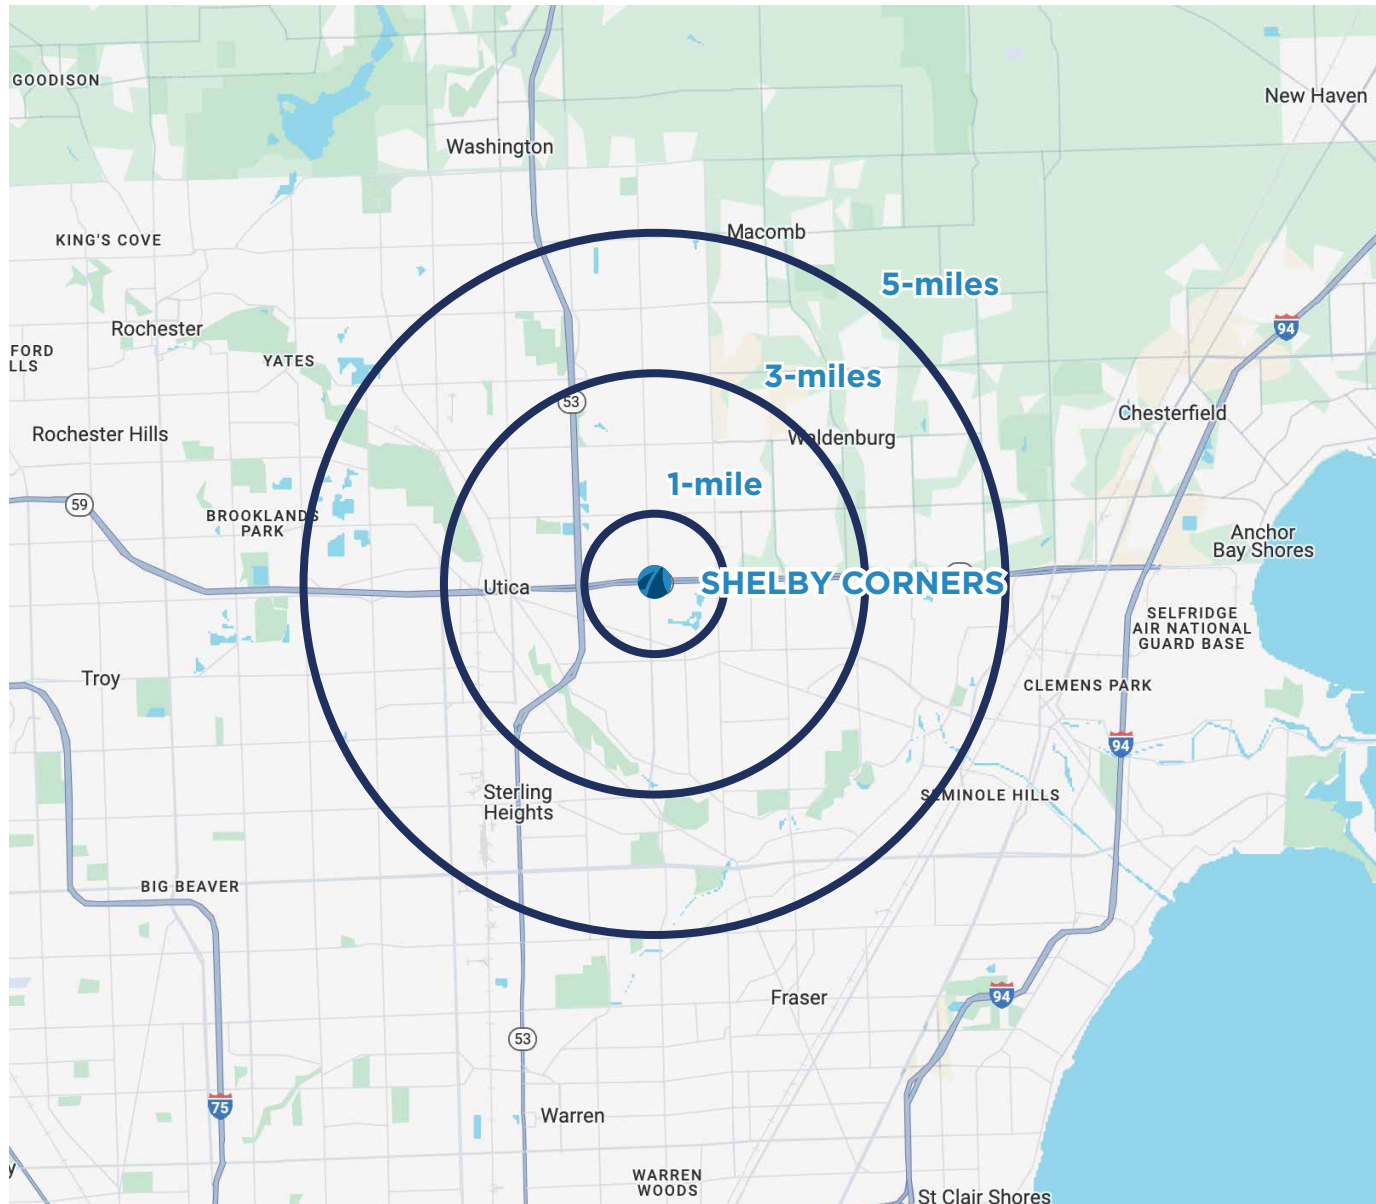 GOODISON
New Haven
Washington
Macomb
KING'S COVE
5-miles
Rochester
94
FORD
LLS
YATES
3-miles
53
Chesterfield
Rochester Hills
Waldenburg
1-mile
59
BROOKLANDS
PARK
Anchor
Bay Shores
Utica
SHELBY CORNERS
SELFRIDGE
AIR NATIONAL
GUARD BASE
Troy
CLEMENS PARK
94
Sterling
Heights
SEMINOLE HILLS
BIG BEAVER
94
Fraser
53
75
Warren
y
WARREN
WOODS
St Clair Shores